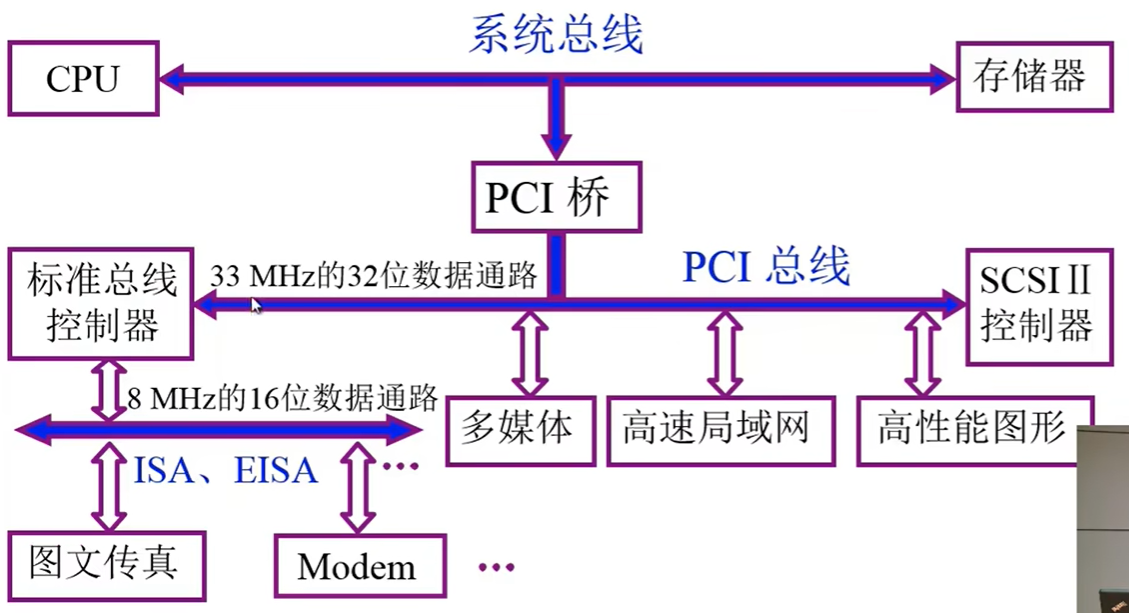 系统总线
CPU
存储器
PCI 桥
PCI 总线
33 MHz的32位数据通路
标准总线
控制器
SCSIⅡ
控制器
8 MHz的16位数据通路
多媒体
高速局域网
高性能图形
ISA、EISA
...
图文传真
Modem
...